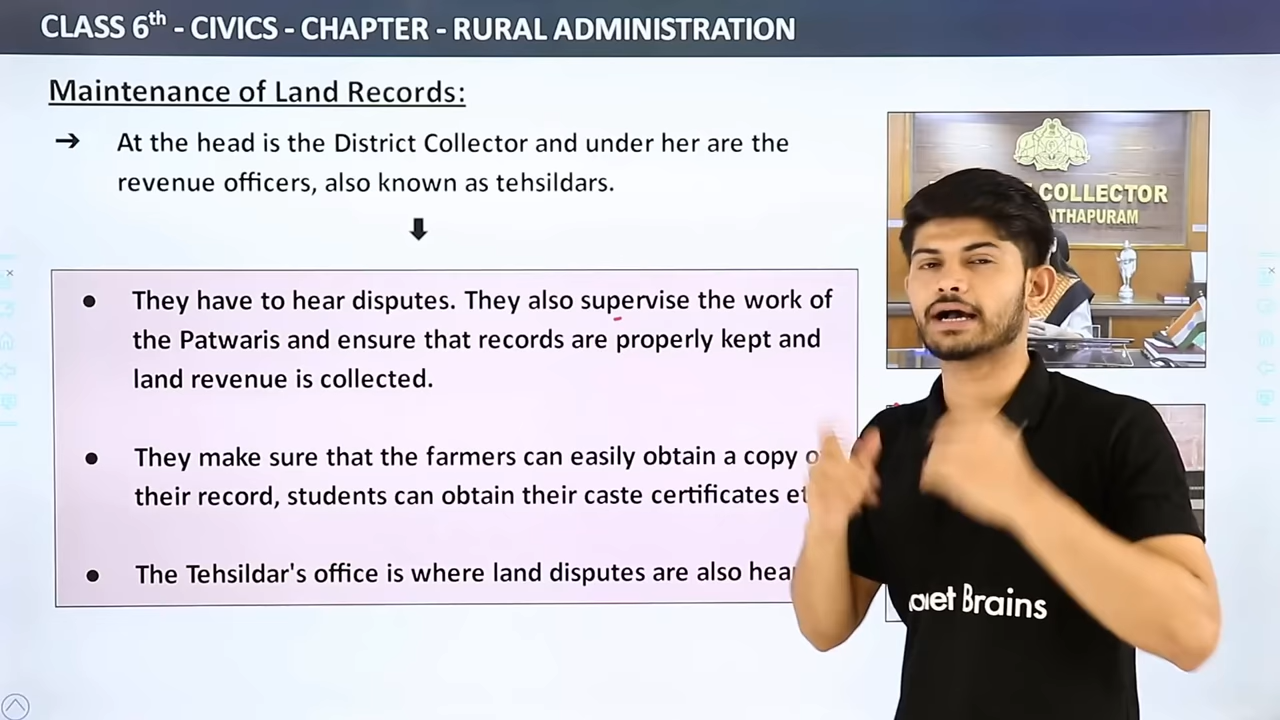 CLASS 6th - CIVICS - CHAPTER - RURAL ADMINISTRATION
Maintenance of Land Records:
➔ At the head is the District Collector and under her are the
revenue officers, also known as tehsildars.
● They have to hear disputes. They also supervise the work of
the Patwaris and ensure that records are properly kept and
land revenue is collected.
● They make sure that the farmers can easily obtain a copy
their record, students can obtain their caste certificates
● The Tehsildar's office is where land disputes are also
COLLECTOR
Brains